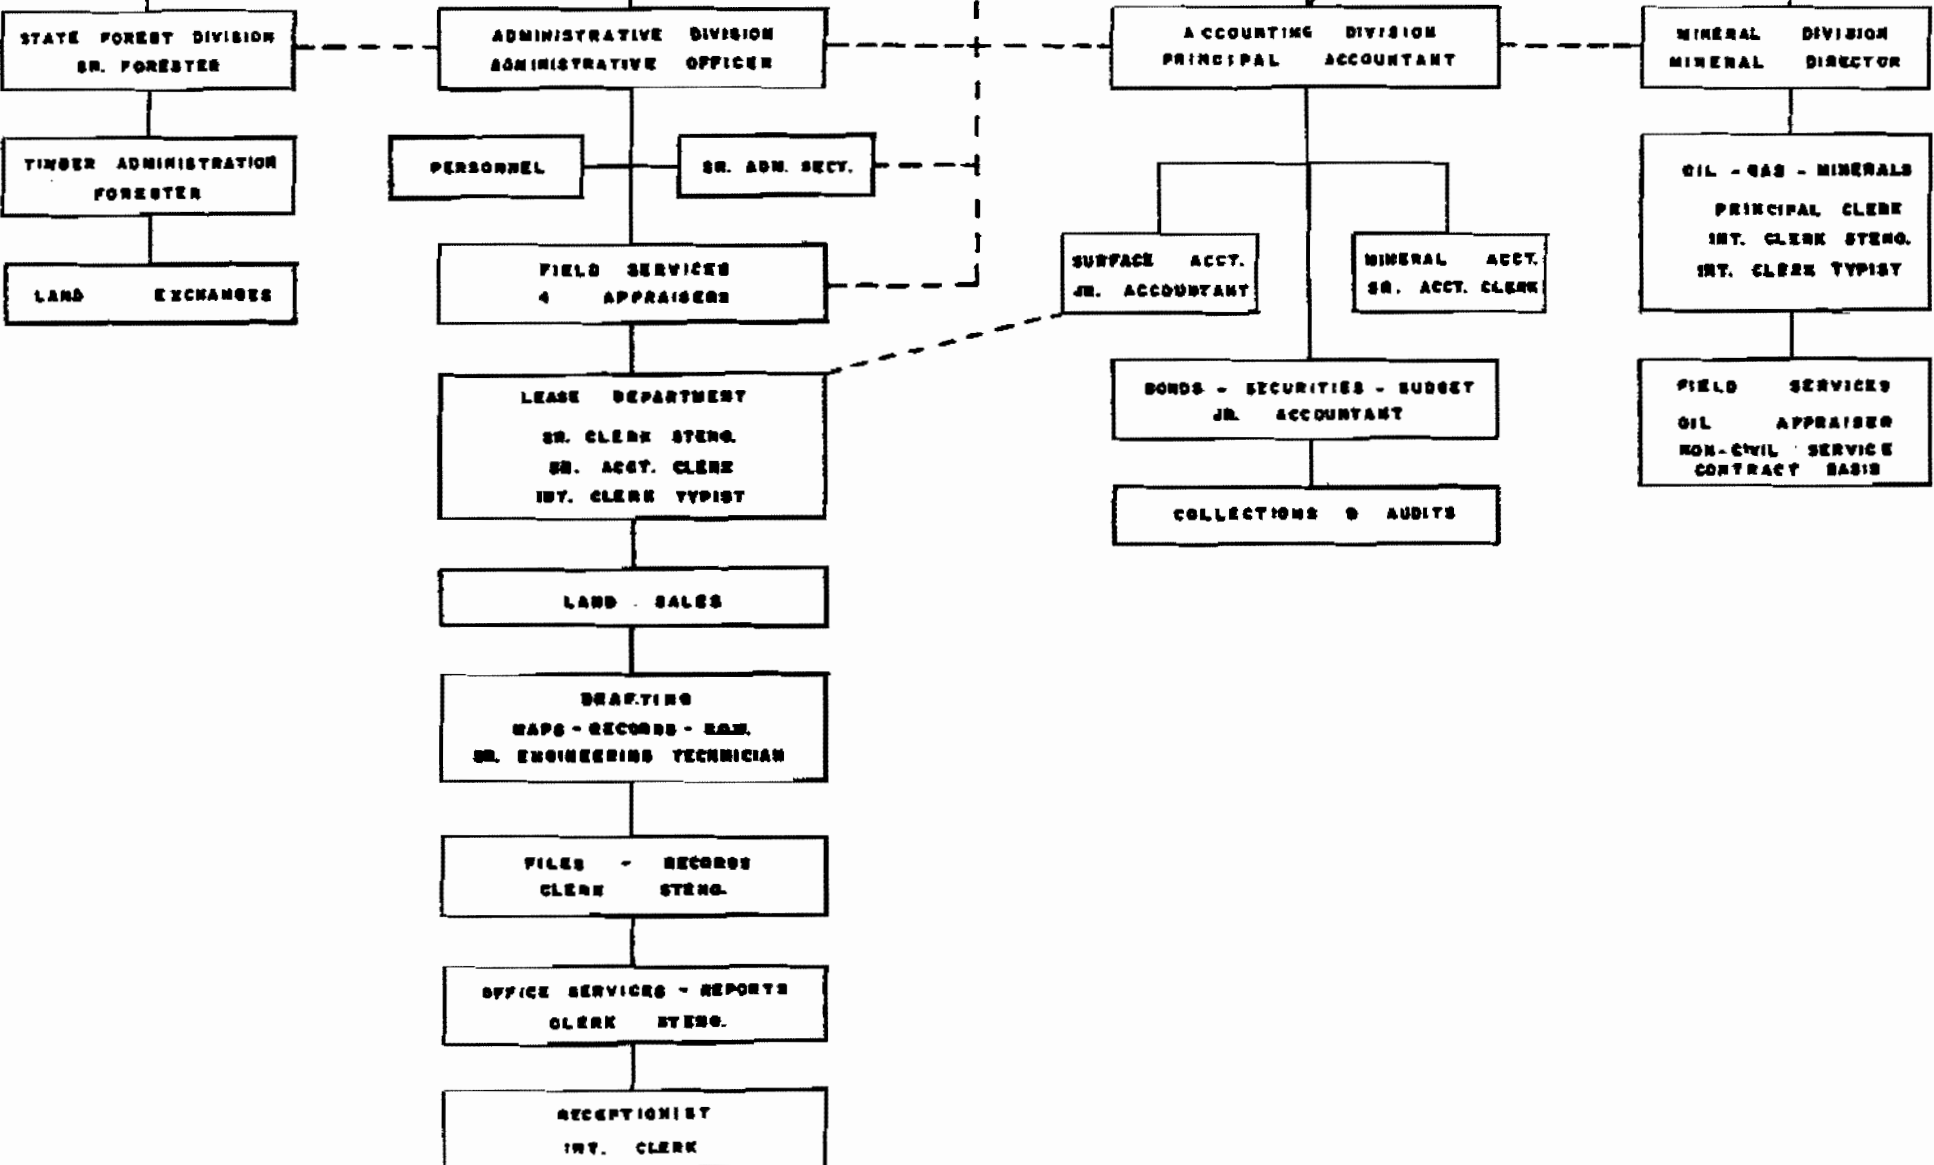 STATE FOREST DIVISION
SR. FORESTER
TIMBER ADMINISTRATION
FORESTER
LAND EXCHANGES
ADMINISTRATIVE DIVISION
ADMINISTRATIVE OFFICER
PERSONNEL
SR. ADM. SECT.
FIELD SERVICES
4 APPRAISERS
LEASE DEPARTMENT
SR. CLERK STENO.
SR. ACCT. CLERK
INT. CLERK TYPIST
LAND SALES
DRAFTING
MAPS - RECORDS - R.O.W.
SR. ENGINEERING TECHNICIAN
FILES - RECORDS
CLERK STENO.
OFFICE SERVICES - REPORTS
CLERK STENO.
RECEPTIONIST
INT. CLERK
ACCOUNTING DIVISION
PRINCIPAL ACCOUNTANT
SURFACE ACCT.
JR. ACCOUNTANT
MINERAL ACCT.
SR. ACCT. CLERK
BONDS - SECURITIES - BUDGET
JR. ACCOUNTANT
COLLECTIONS & AUDITS
MINERAL DIVISION
MINERAL DIRECTOR
OIL - GAS - MINERALS
PRINCIPAL CLERK
INT. CLERK STENO.
INT. CLERK TYPIST
FIELD SERVICES
OIL APPRAISER
NON-CIVIL SERVICE
CONTRACT BASIS